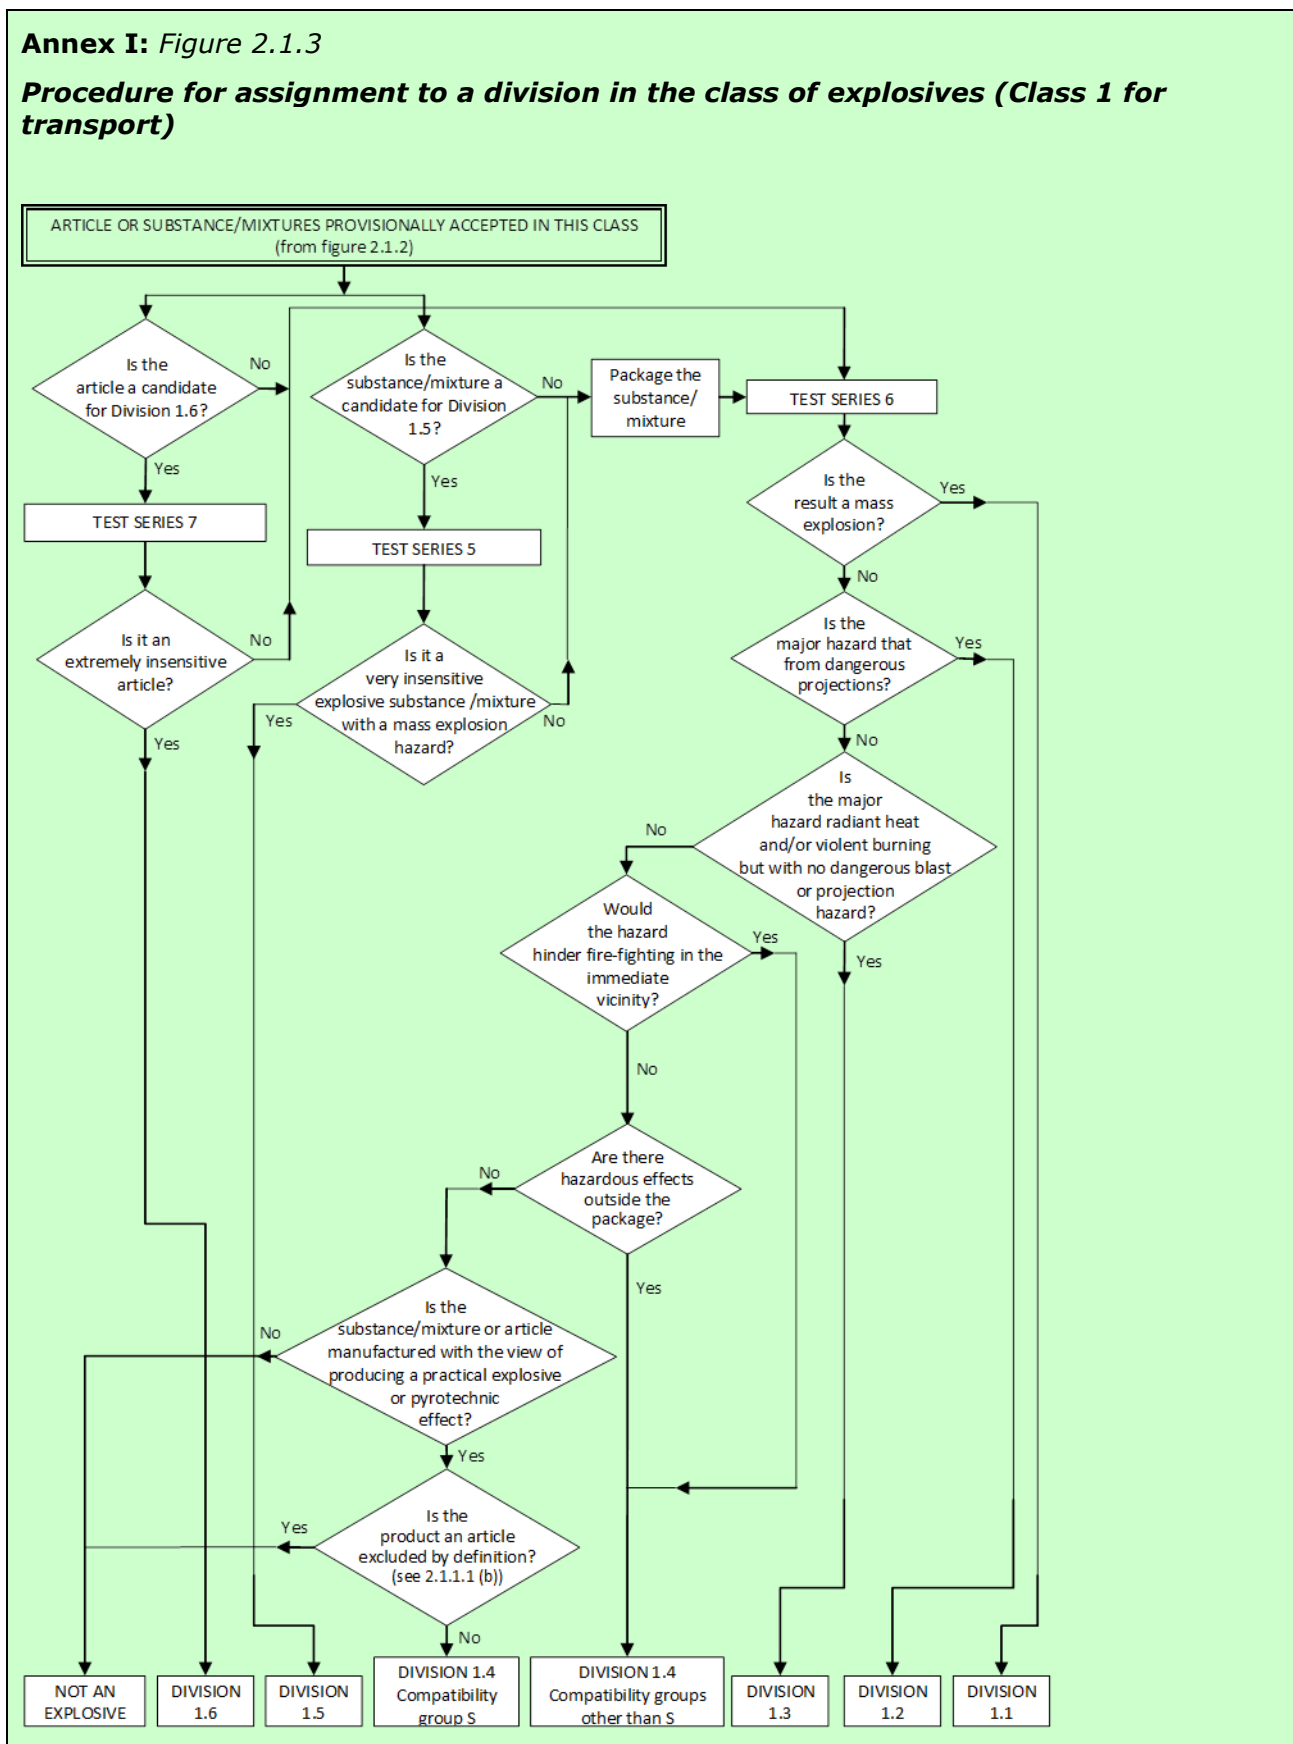 Annex I: Figure 2.1.3
Procedure for assignment to a division in the class of explosives (Class 1 for
transport)
ARTICLE OR SUBSTANCE/MIXTURES PROVISIONALLY ACCEPTED IN THIS CLASS
(from figure 2.1.2)
Is the
article a candidate
for Division 1.6?
No
Yes
Is the
substance/mixture a
candidate for Division
1.5?
No
Yes
Package the
substance/
mixture
TEST SERIES 6
TEST SERIES 7
TEST SERIES 5
Is the
result a mass
explosion?
Yes
No
Is it an
extremely insensitive
article?
No
Yes
Is it a
very insensitive
explosive substance /mixture
with a mass explosion
hazard?
Yes
No
Is the
major hazard that
from dangerous
projections?
Yes
No
Is
the major
hazard radiant heat
and/or violent burning
but with no dangerous blast
or projection
hazard?
No
Yes
Would
the hazard
hinder fire-fighting in the
immediate
vicinity?
Yes
No
Are there
hazardous effects
outside the
package?
No
Yes
Is the
substance/mixture or article
manufactured with the view of
producing a practical explosive
or pyrotechnic
effect?
No
Yes
Is the
product an article
excluded by definition?
(see 2.1.1.1 (b))
Yes
No
NOT AN
EXPLOSIVE
DIVISION
1.6
DIVISION
1.5
DIVISION 1.4
Compatibility
group S
DIVISION 1.4
Compatibility groups
other than S
DIVISION
1.3
DIVISION
1.2
DIVISION
1.1